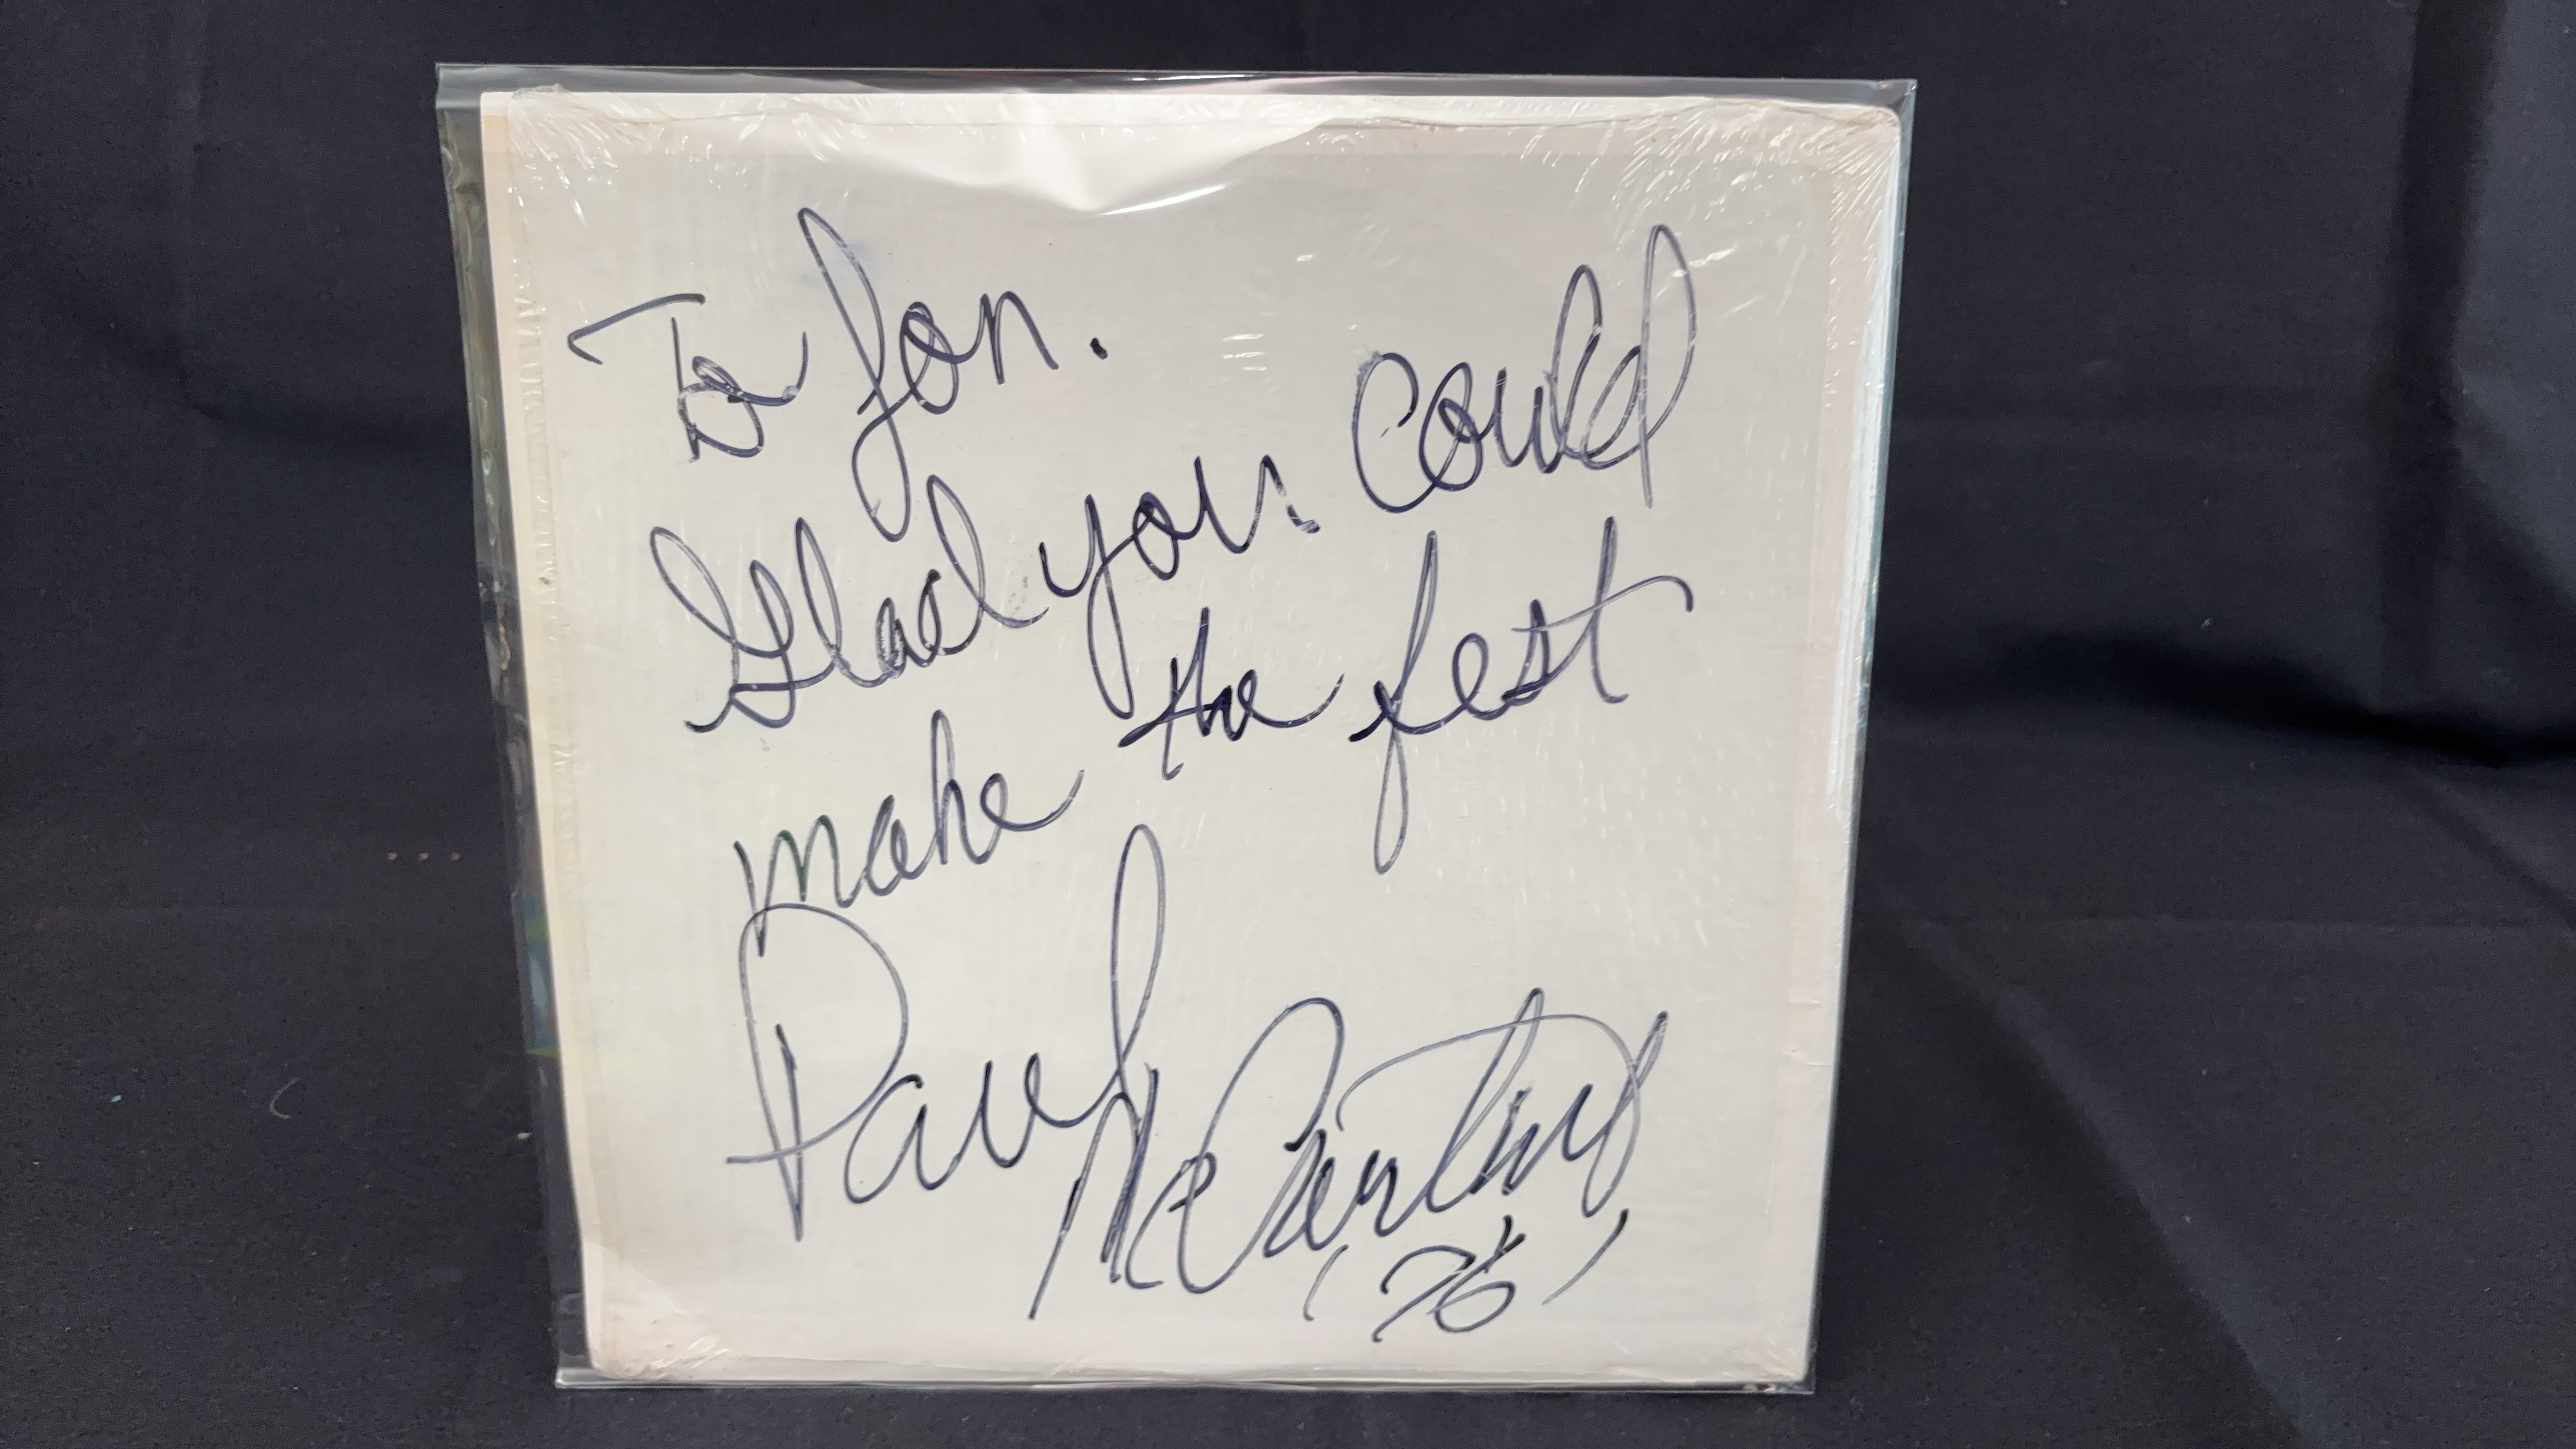 To Jon.
Glad you could
make the fest
Paul McCartney
('76)